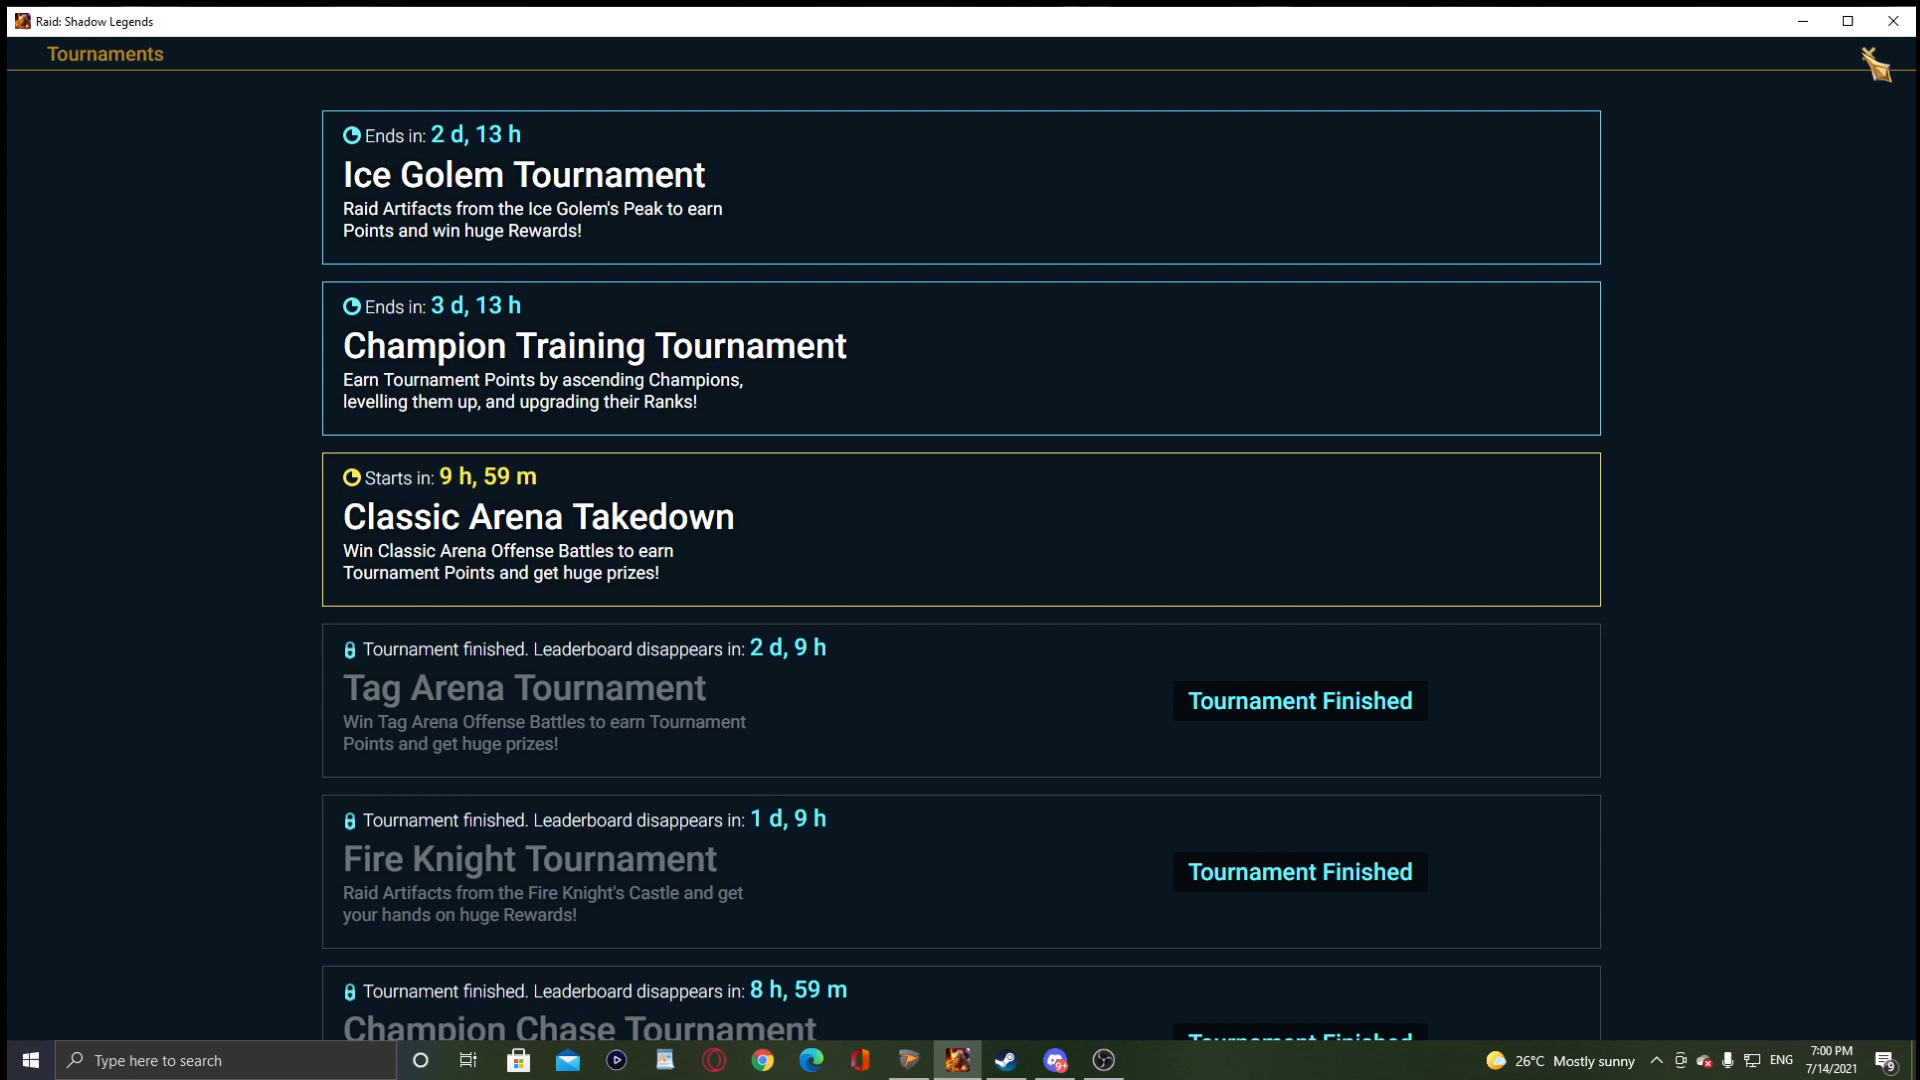 Raid: Shadow Legends
Tournaments
Ends in: 2 d, 13 h
Ice Golem Tournament
Raid Artifacts from the Ice Golem's Peak to earn
Points and win huge Rewards!
Ends in: 3 d, 13 h
Champion Training Tournament
Earn Tournament Points by ascending Champions,
levelling them up, and upgrading their Ranks!
Starts in: 9 h, 59 m
Classic Arena Takedown
Win Classic Arena Offense Battles to earn
Tournament Points and get huge prizes!
Tournament finished. Leaderboard disappears in: 2 d, 9 h
Tag Arena Tournament
Win Tag Arena Offense Battles to earn Tournament
Points and get huge prizes!
Tournament Finished
Tournament finished. Leaderboard disappears in: 1 d, 9 h
Fire Knight Tournament
Raid Artifacts from the Fire Knight's Castle and get
your hands on huge Rewards!
Tournament Finished
Tournament finished. Leaderboard disappears in: 8 h, 59 m
Champion Chase Tournament
Tournament Finished
Type here to search
9+
26°C Mostly sunny
ENG
7:00 PM
7/14/2021
9